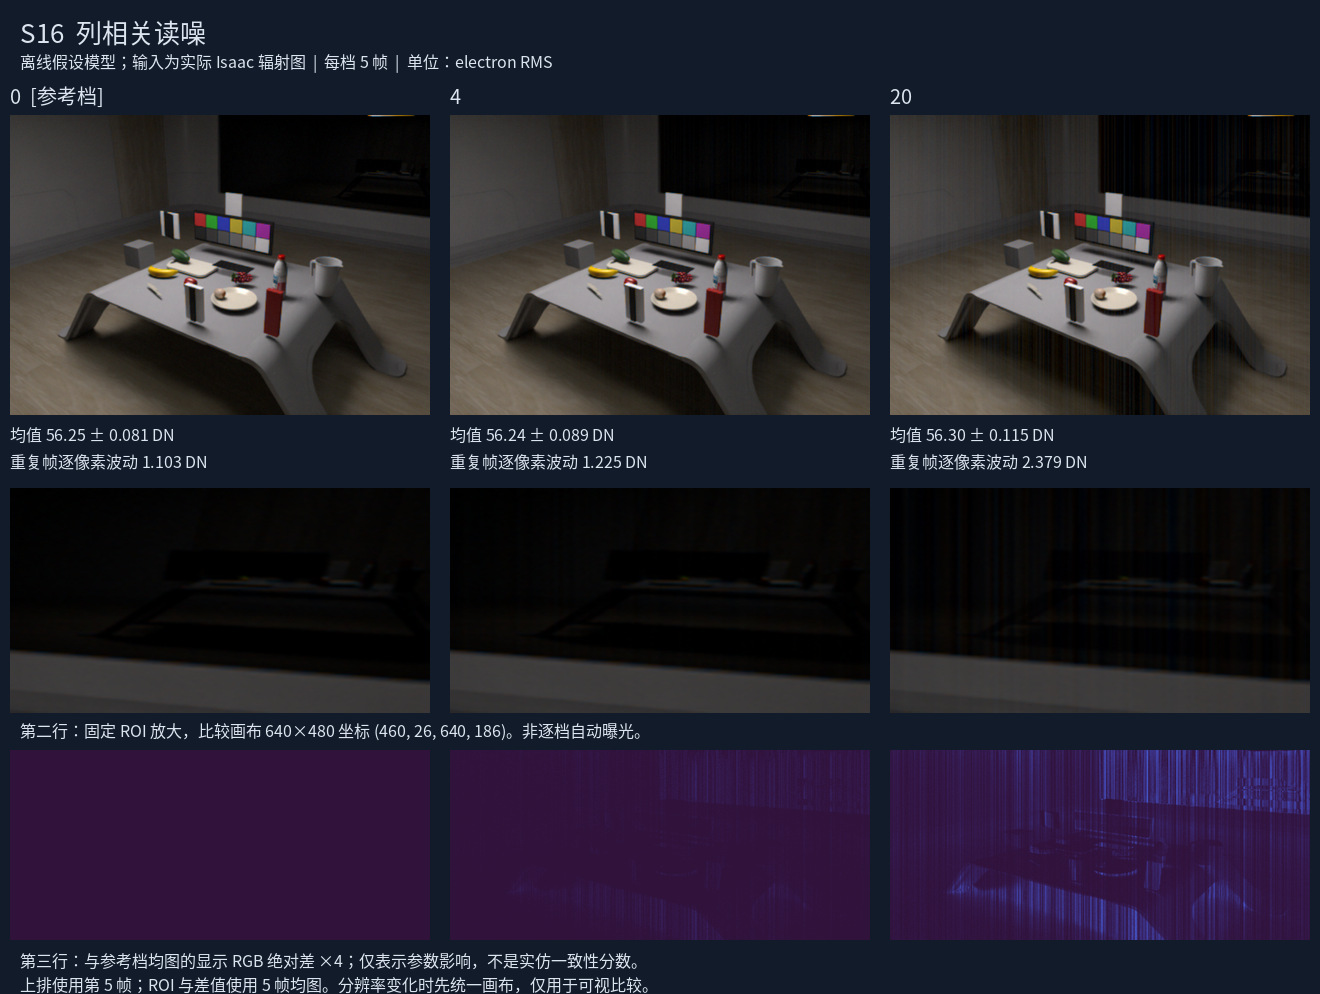 S16 列相关读噪
离线假设模型；输入为实际 Isaac 辐射图 | 每档 5 帧 | 单位：electron RMS
0 [参考档]
4
20
均值 56.25 ± 0.081 DN
重复帧逐像素波动 1.103 DN
均值 56.24 ± 0.089 DN
重复帧逐像素波动 1.225 DN
均值 56.30 ± 0.115 DN
重复帧逐像素波动 2.379 DN
第二行：固定 ROI 放大，比较画布 640×480 坐标 (460, 26, 640, 186)。非逐档自动曝光。
第三行：与参考档均图的显示 RGB 绝对差 ×4；仅表示参数影响，不是实仿一致性分数。
上排使用第 5 帧；ROI 与差值使用 5 帧均图。分辨率变化时先统一画布，仅用于可视比较。